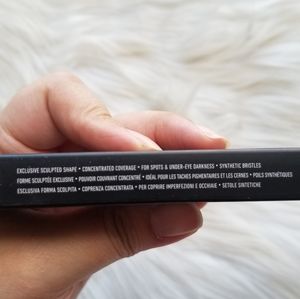 EXCLUSIVE SCULPTED SHAPE • CONCENTRATED COVERAGE • FOR SPOTS & UNDER-EYE DARKNESS • SYNTHETIC BRISTLES
FORME SCULPTÉE EXCLUSIVE • POUVOIR COUVRANT CONCENTRÉ • IDÉAL POUR LES TACHES PIGMENTAIRES ET LES CERNES • POILS SYNTHÉTIQUES
ESCLUSIVA FORMA SCOLPITA • COPRENZA CONCENTRATA • PER COPRIRE IMPERFEZIONI E OCCHIAIE • SETOLE SINTETICHE